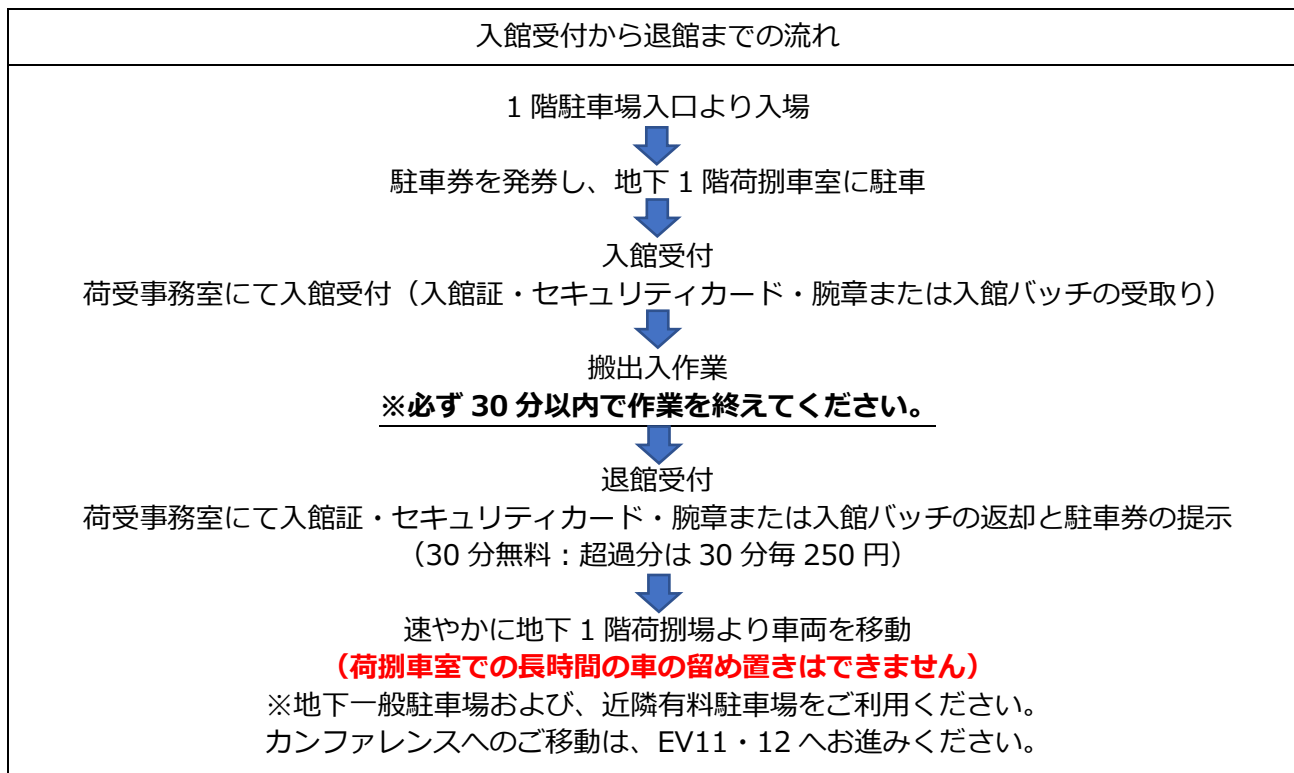 入館受付から退館までの流れ
1 階駐車場入口より入場
駐車券を発券し、地下 1 階荷捌車室に駐車
入館受付
荷受事務室にて入館受付（入館証・セキュリティカード・腕章または入館バッチの受取り）
搬出入作業
※必ず 30 分以内で作業を終えてください。
退館受付
荷受事務室にて入館証・セキュリティカード・腕章または入館バッチの返却と駐車券の提示
（30 分無料：超過分は 30 分毎 250 円）
速やかに地下 1 階荷捌場より車両を移動
（荷捌車室での長時間の車の留め置きはできません）
※地下一般駐車場および、近隣有料駐車場をご利用ください。
カンファレンスへのご移動は、EV11・12 へお進みください。